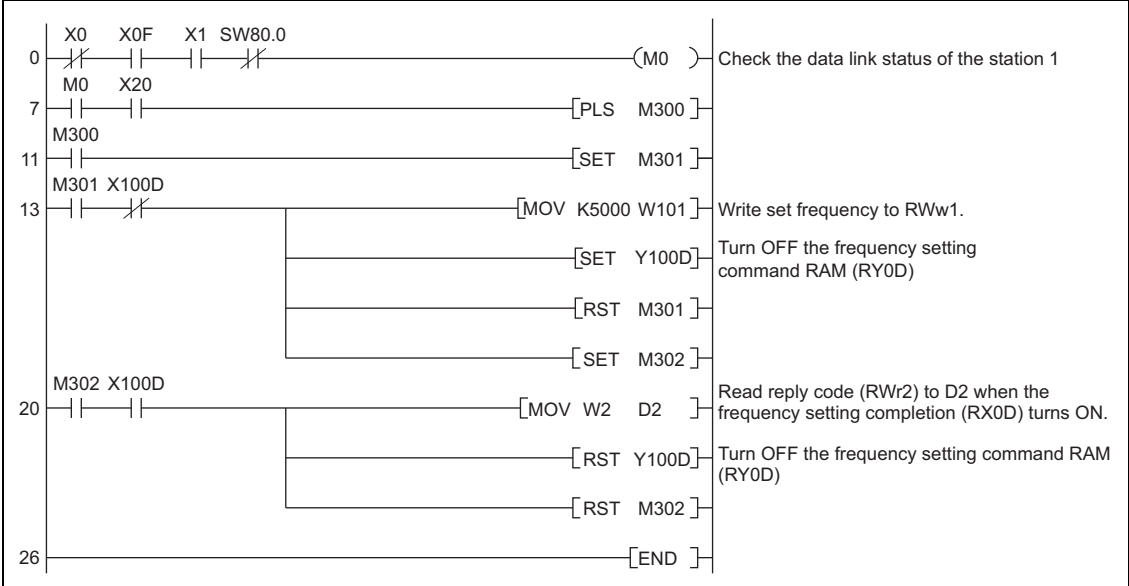 X0 X0F X1 SW80.0
0 (M0 ) Check the data link status of the station 1
M0 X20
7 [PLS M300]
M300
11 [SET M301]
M301 X100D
13 [MOV K5000 W101] Write set frequency to RWw1.
[SET Y100D] Turn OFF the frequency setting
command RAM (RY0D)
[RST M301]
[SET M302]
M302 X100D
20 [MOV W2 D2 ] Read reply code (RWr2) to D2 when the
frequency setting completion (RX0D) turns ON.
[RST Y100D] Turn OFF the frequency setting command RAM
(RY0D)
[RST M302]
26 [END ]